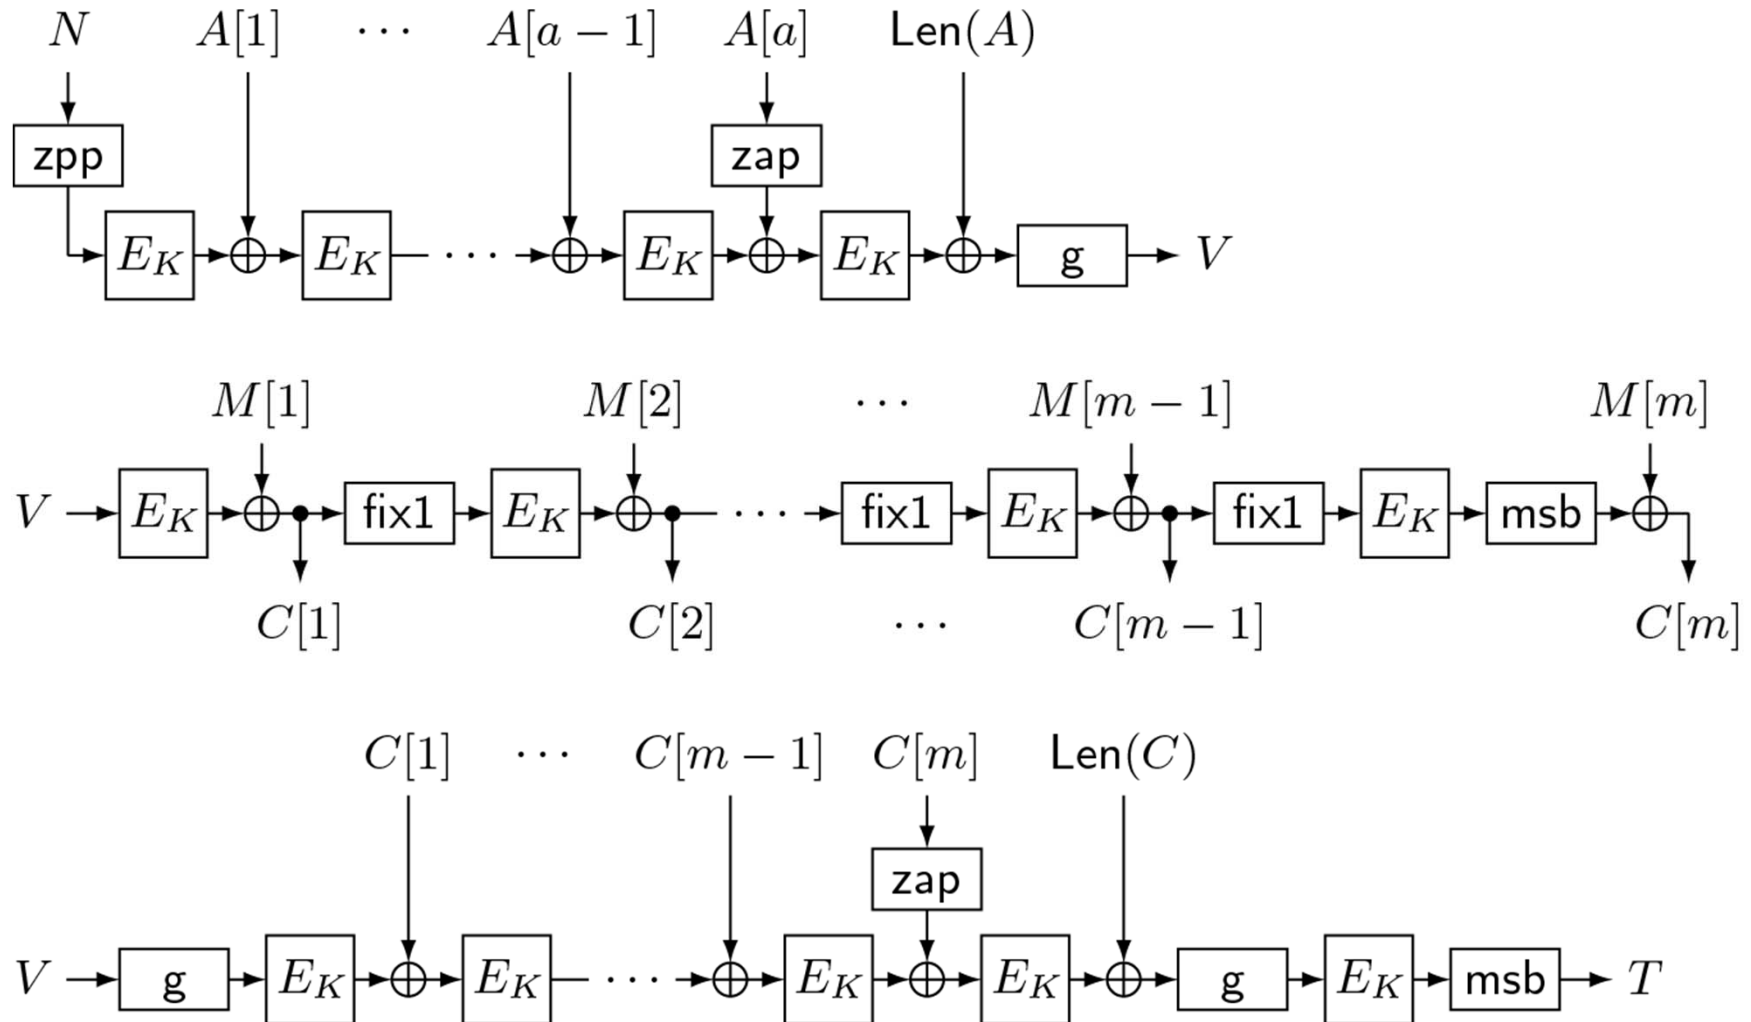 N A[1] ⋯ A[a − 1] A[a] Len(A)
zpp zap
E_K E_K ⋯ E_K E_K g V
M[1] M[2] ⋯ M[m − 1] M[m]
V E_K fix1 E_K ⋯ fix1 E_K fix1 E_K msb
C[1] C[2] ⋯ C[m − 1] C[m]
C[1] ⋯ C[m − 1] C[m] Len(C)
zap
V g E_K E_K ⋯ E_K E_K g E_K msb T